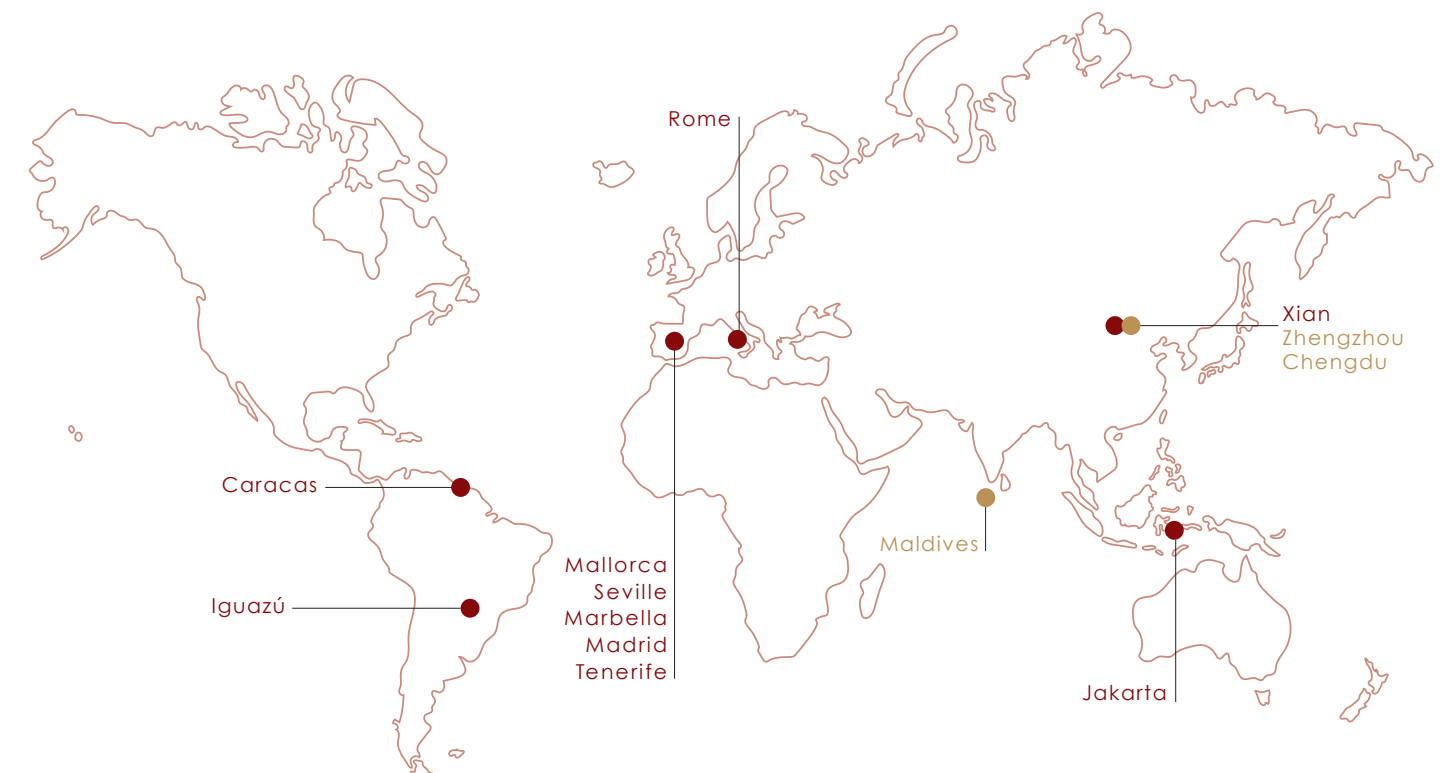 Rome
Xian
Zhengzhou
Chengdu
Caracas
Maldives
Mallorca
Seville
Marbella
Madrid
Tenerife
Iguazú
Jakarta